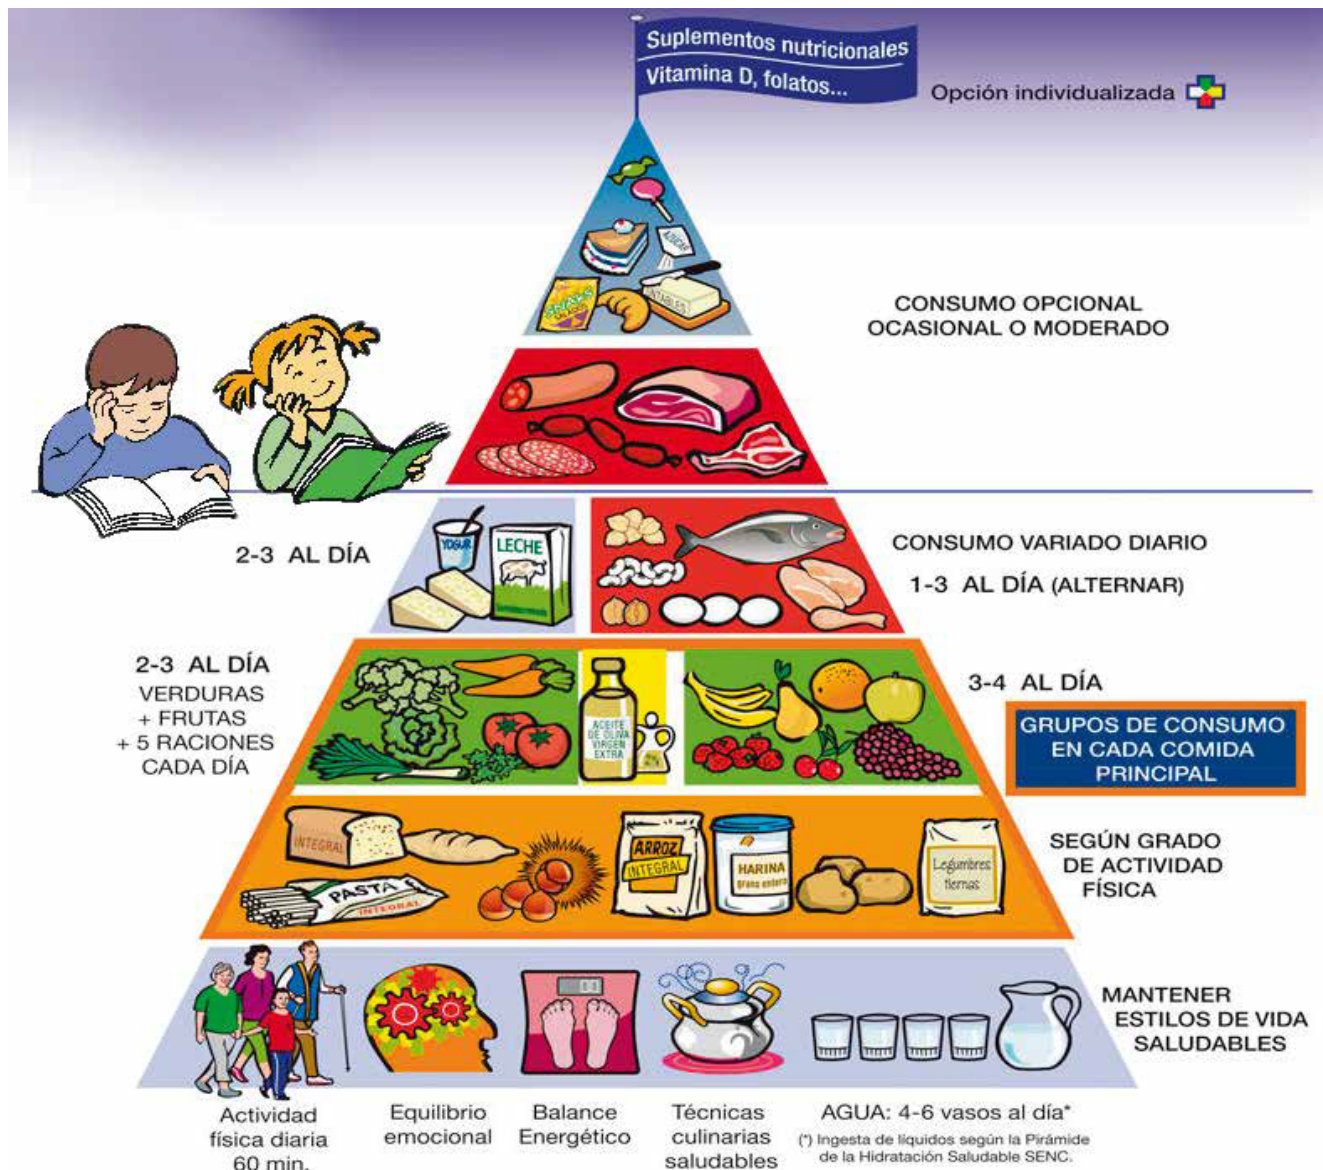 Suplementos nutricionales
Vitamina D, folatos...
Opción individualizada
AZÚCAR
SNAKS
SALADOS
NTABLES
CONSUMO OPCIONAL
OCASIONAL O MODERADO
2-3 AL DÍA
YOGUR
LECHE
CONSUMO VARIADO DIARIO
1-3 AL DÍA (ALTERNAR)
2-3 AL DÍA
VERDURAS
+ FRUTAS
+ 5 RACIONES
CADA DÍA
ACEITE
DE OLIVA
VIRGEN
EXTRA
3-4 AL DÍA
GRUPOS DE CONSUMO
EN CADA COMIDA
PRINCIPAL
INTEGRAL
PASTA
INTEGRAL
ARROZ
INTEGRAL
HARINA
grano entero
Legumbres
tiernas
SEGÚN GRADO
DE ACTIVIDAD
FÍSICA
MANTENER
ESTILOS DE VIDA
SALUDABLES
Actividad
física diaria
60 min.
Equilibrio
emocional
Balance
Energético
Técnicas
culinarias
saludables
AGUA: 4-6 vasos al día*
(*) Ingesta de líquidos según la Pirámide
de la Hidratación Saludable SENC.